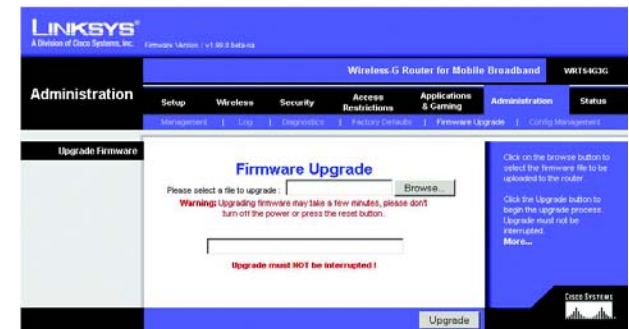 LINKSYS®
A Division of Cisco Systems, Inc.
Firmware Version : v1.99.8 beta-na
Wireless-G Router for Mobile Broadband WRT54G3G
Administration
Setup Wireless Security Access Restrictions Applications & Gaming Administration Status
Management | Log | Diagnostics | Factory Defaults | Firmware Upgrade | Config Management
Upgrade Firmware
Firmware Upgrade
Please select a file to upgrade : Browse...
Warning: Upgrading firmware may take a few minutes, please don't
turn off the power or press the reset button.
Upgrade must NOT be interrupted !
Click on the browse button to
select the firmware file to be
uploaded to the router.
Click the Upgrade button to
begin the upgrade process.
Upgrade must not be
interrupted.
More...
CISCO SYSTEMS
Upgrade